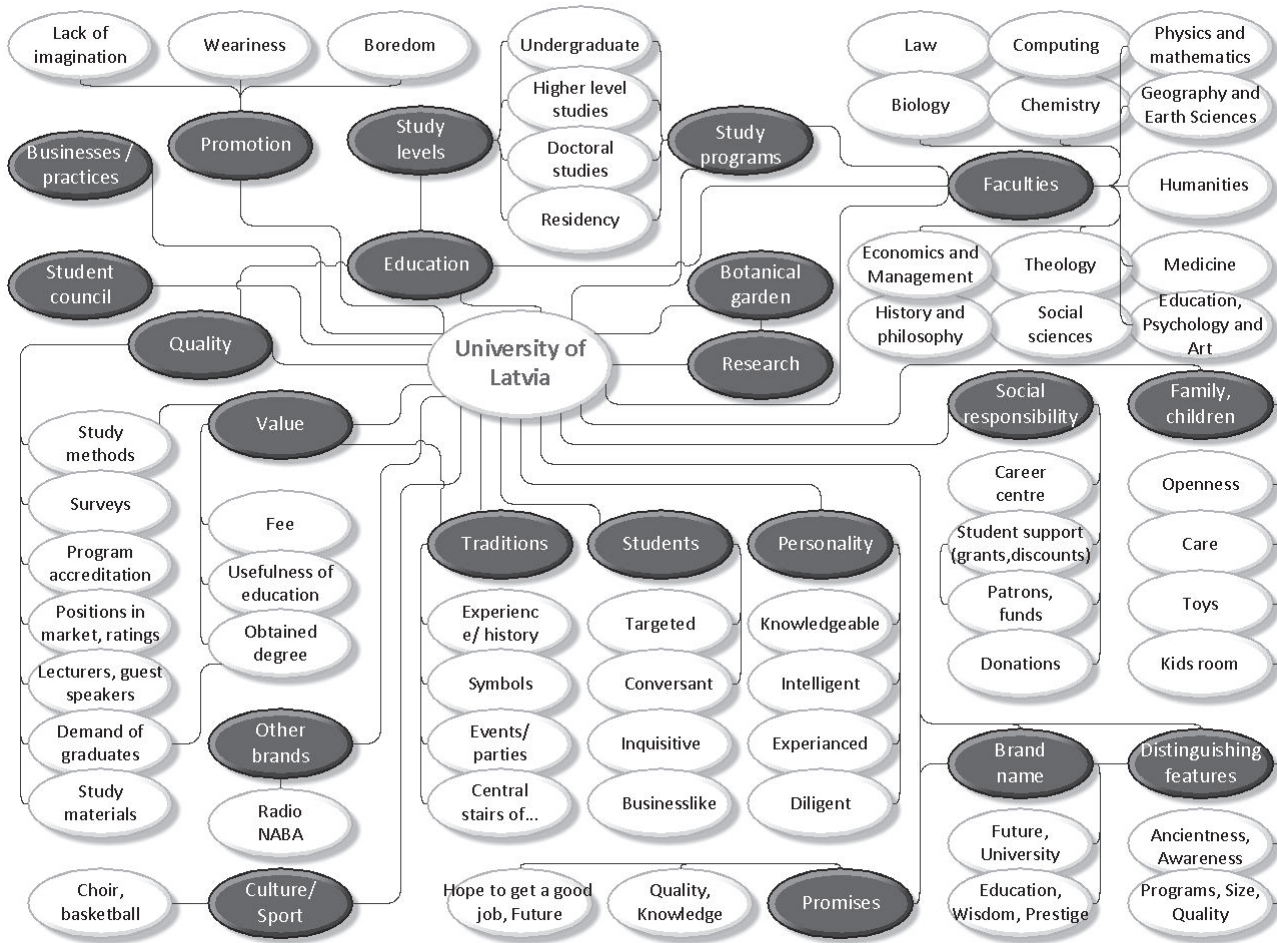 Lack of
imagination
Weariness
Boredom
Undergraduate
Law
Computing
Physics and
mathematics
Higher level
studies
Biology
Chemistry
Geography and
Earth Sciences
Businesses /
practices
Promotion
Study
levels
Doctoral
studies
Study
programs
Faculties
Humanities
Residency
Student
council
Education
Botanical
garden
Economics and
Management
Theology
Medicine
History and
philosophy
Social
sciences
Education,
Psychology and
Art
Quality
University of
Latvia
Research
Value
Social
responsibility
Family,
children
Study
methods
Surveys
Program
accreditation
Positions in
market, ratings
Lecturers, guest
speakers
Demand of
graduates
Study
materials
Fee
Usefulness of
education
Obtained
degree
Other
brands
Radio
NABA
Choir,
basketball
Culture/
Sport
Traditions
Experienc
e/ history
Symbols
Events/
parties
Central
stairs of...
Students
Targeted
Conversant
Inquisitive
Businesslike
Personality
Knowledgeable
Intelligent
Experianced
Diligent
Career
centre
Student support
(grants,discounts)
Patrons,
funds
Donations
Openness
Care
Toys
Kids room
Brand
name
Distinguishing
features
Future,
University
Education,
Wisdom, Prestige
Ancientness,
Awareness
Programs, Size,
Quality
Hope to get a good
job, Future
Quality,
Knowledge
Promises